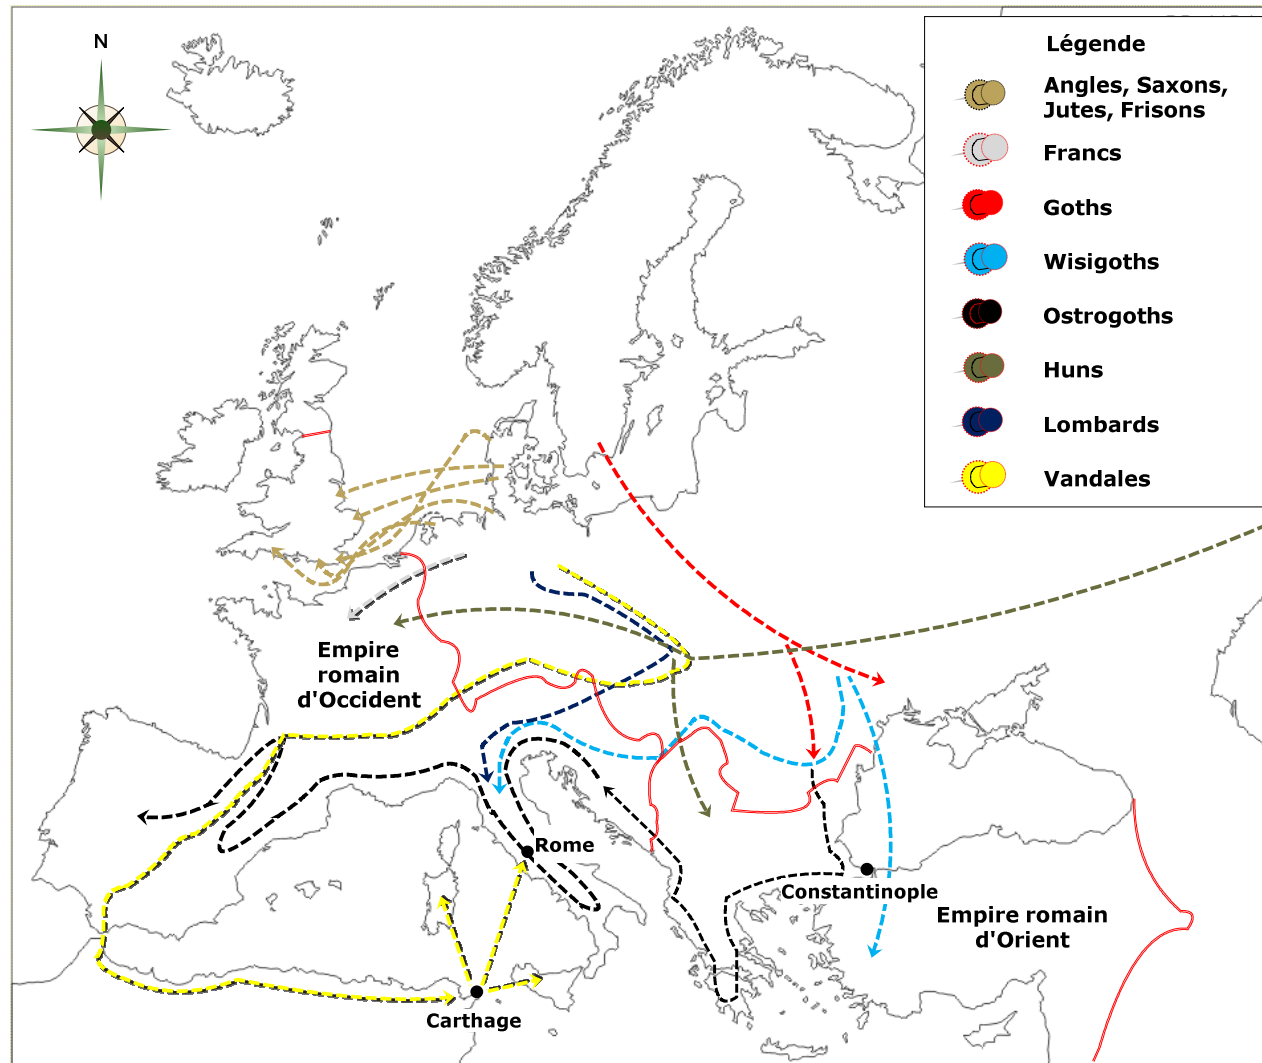 N
Légende
Angles, Saxons,
Jutes, Frisons
Francs
Goths
Wisigoths
Ostrogoths
Huns
Lombards
Vandales
Empire
romain
d'Occident
Rome
Constantinople
Empire romain
d'Orient
Carthage